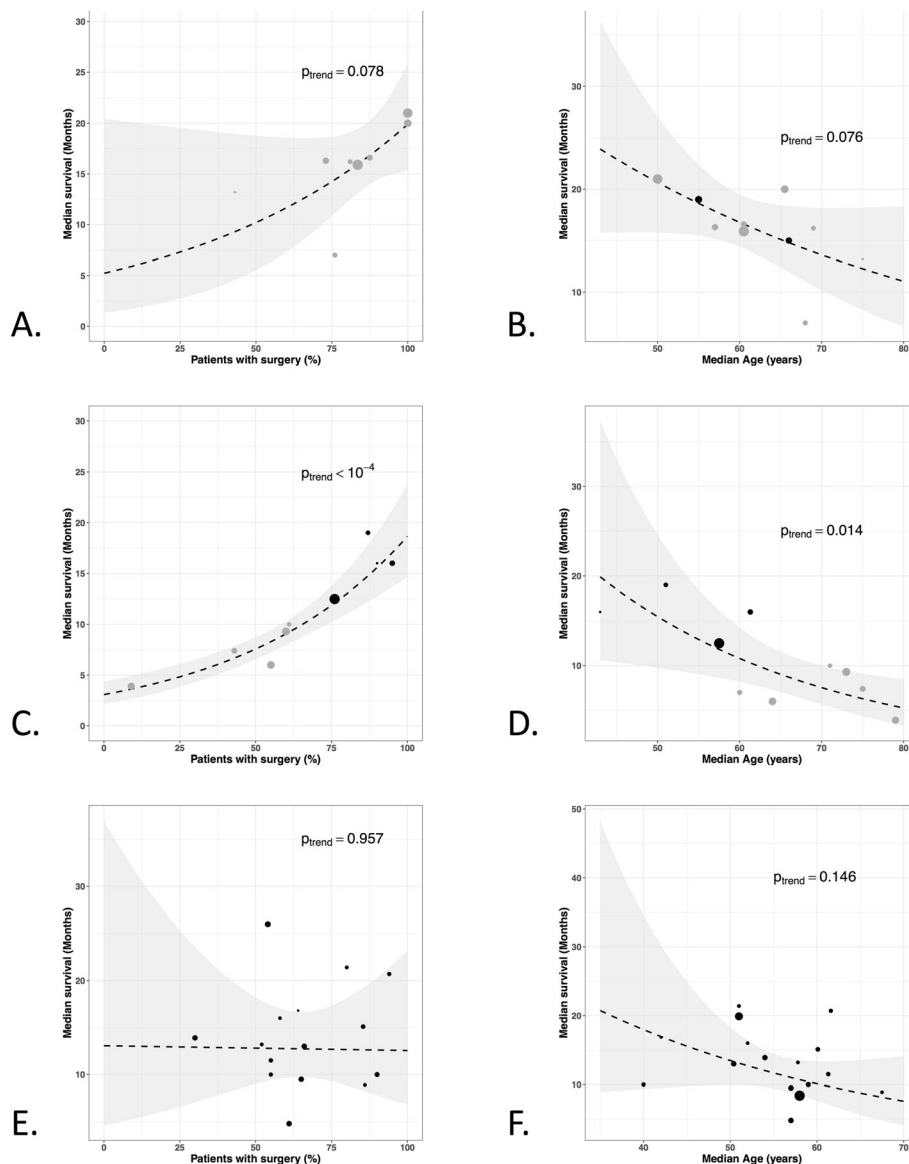 30
25
20
15
10
5
0
Median survival (Months)
p_trend = 0.078
0 25 50 75 100
Patients with surgery (%)
A.
30
20
10
Median survival (Months)
p_trend = 0.076
50 60 70 80
Median Age (years)
B.
30
25
20
15
10
5
0
Median survival (Months)
p_trend < 10⁻⁴
0 25 50 75 100
Patients with surgery (%)
C.
30
20
10
Median survival (Months)
p_trend = 0.014
50 60 70 80
Median Age (years)
D.
30
20
10
Median survival (Months)
p_trend = 0.957
0 25 50 75 100
Patients with surgery (%)
E.
50
40
30
20
10
Median survival (Months)
p_trend = 0.146
40 50 60 70
Median Age (years)
F.